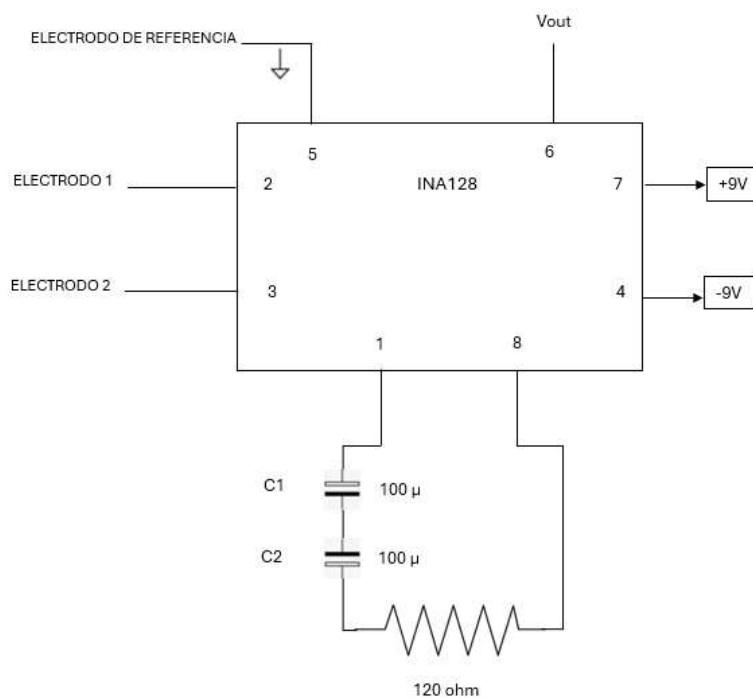 Vout
ELECTRODO DE REFERENCIA
5
6
ELECTRODO 1
2
INA128
7
+9V
ELECTRODO 2
3
4
-9V
1
8
C1
100 µ
C2
100 µ
120 ohm